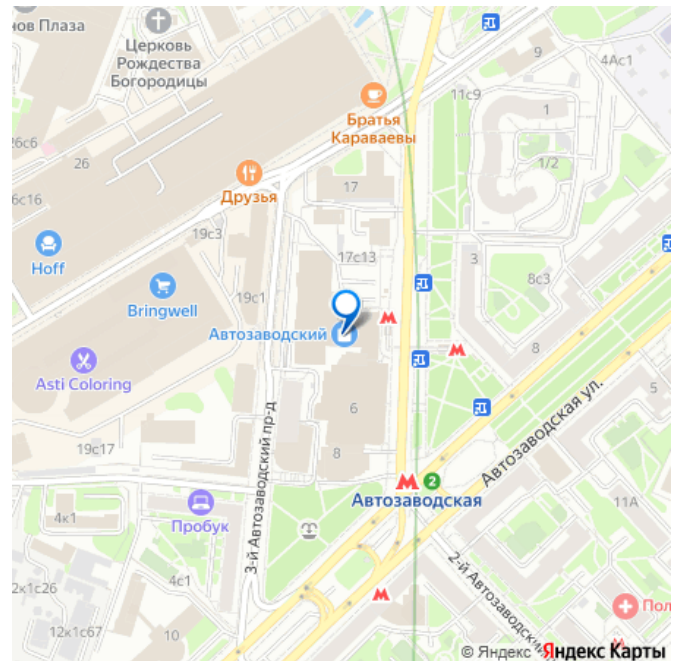 нов Плаза
Церковь
Рождества
Богородицы
9
4Ас1
11с9
1
Братья
Караваевы
26с6
26
1/2
17
Друзья
6с16
19с3
Hoff
17с13
3
8с3
Bringwell
19с1
Автозаводский
8
Asti Coloring
5
6
Автозаводская ул.
19с17
8
3-й Автозаводский пр-д
2
Автозаводская
11А
4к1
Пробук
2-й Автозаводский
4с1
12к1с26
Пол
12к1с67
10
© Яндекс Яндекс Карты